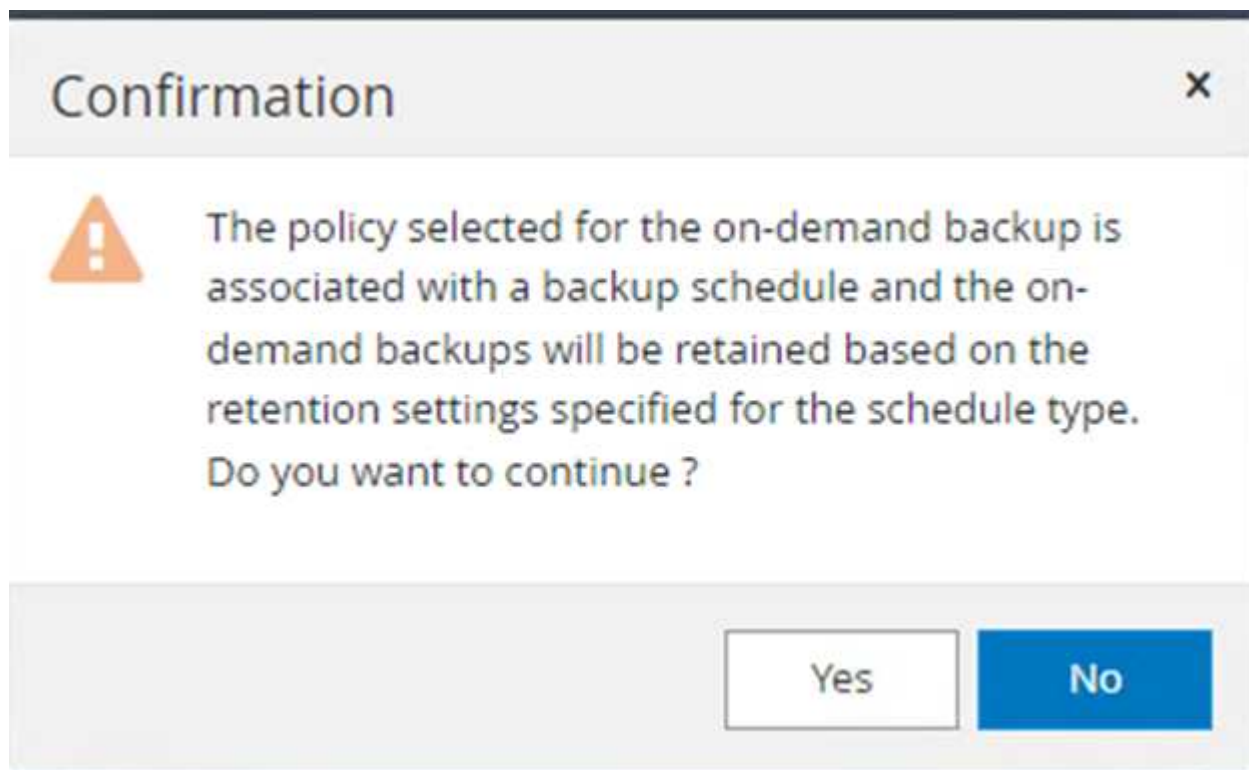 Confirmation
×
The policy selected for the on-demand backup is
associated with a backup schedule and the on-
demand backups will be retained based on the
retention settings specified for the schedule type.
Do you want to continue ?
Yes
No